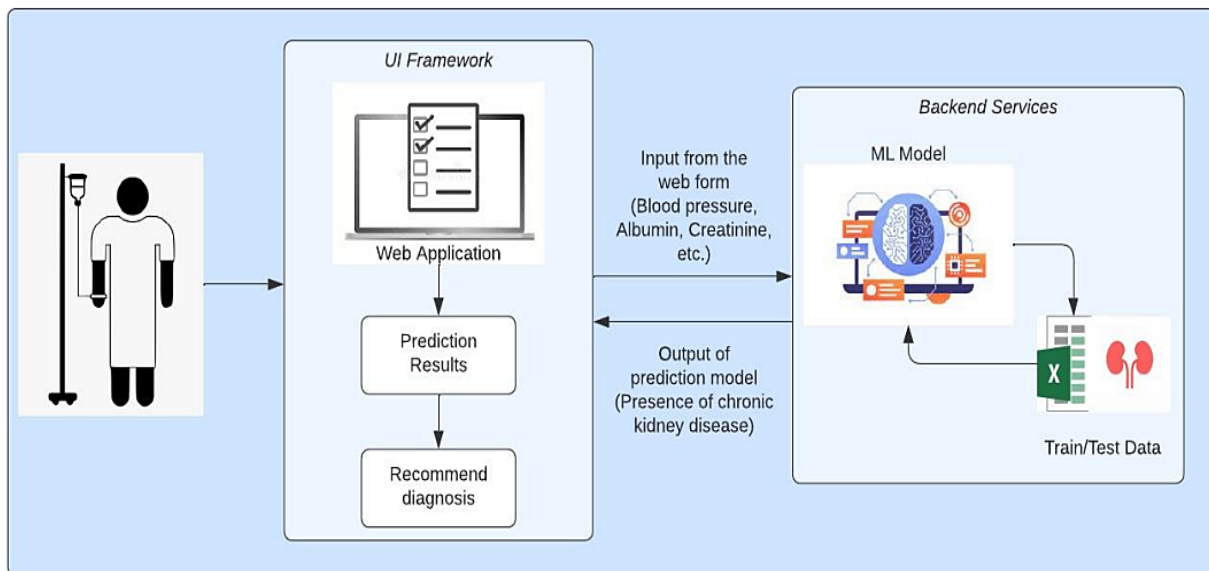 UI Framework
Web Application
Prediction
Results
Recommend
diagnosis
Input from the
web form
(Blood pressure,
Albumin, Creatinine,
etc.)
Output of
prediction model
(Presence of chronic
kidney disease)
Backend Services
ML Model
X
Train/Test Data